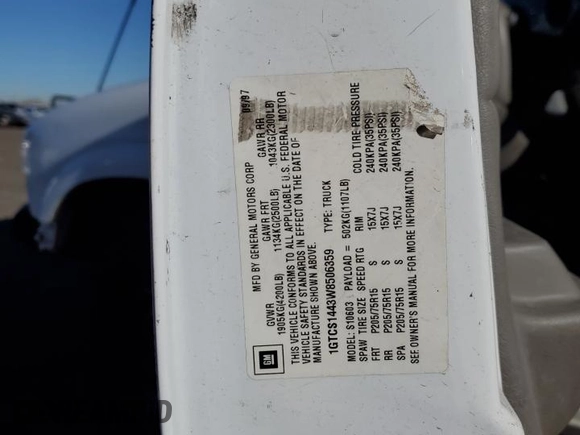 GM
MFD BY GENERAL MOTORS CORP 09/97
GVWR GAWR FRT GAWR RR
1905KG(4200LB) 1134KG(2500LB) 1043KG(2300LB)
THIS VEHICLE CONFORMS TO ALL APPLICABLE U.S. FEDERAL MOTOR
VEHICLE SAFETY STANDARDS IN EFFECT ON THE DATE OF
MANUFACTURE SHOWN ABOVE.
1GTCS1443W8506359 TYPE: TRUCK
MODEL: S10603 PAYLOAD = 502KG(1107LB)
SPAW TIRE SIZE SPEED RTG RIM COLD TIRE PRESSURE
FRT P205/75R15 S 15X7J 240KPA(35PSI)
RR P205/75R15 S 15X7J 240KPA(35PSI)
SPA P205/75R15 S 15X7J 240KPA(35PSI)
SEE OWNER'S MANUAL FOR MORE INFORMATION.